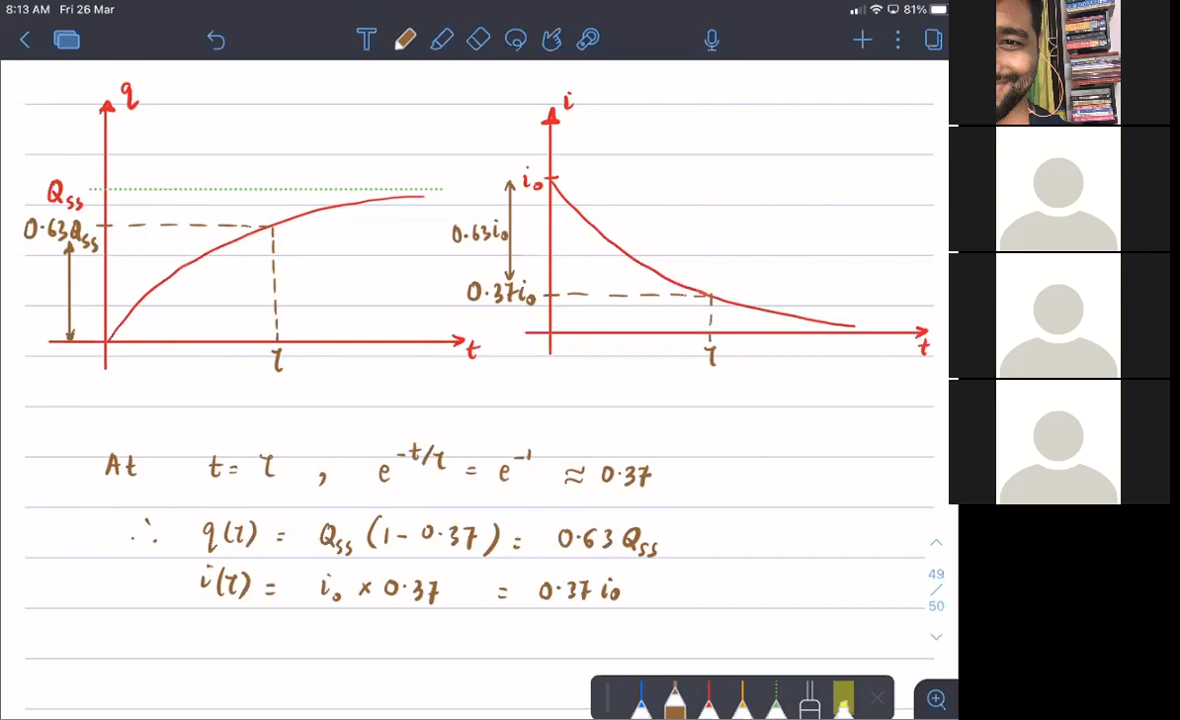 8:13 AM Fri 26 Mar
81%
T
q
i
Qss
i₀
0.63Qss
0.63i₀
0.37i₀
t
t
τ
τ
At t = τ , e^(-t/τ) = e^(-1) ≈ 0.37
∴ q(τ) = Qss (1 - 0.37) = 0.63 Qss
i(τ) = i₀ × 0.37 = 0.37 i₀
49
/
50